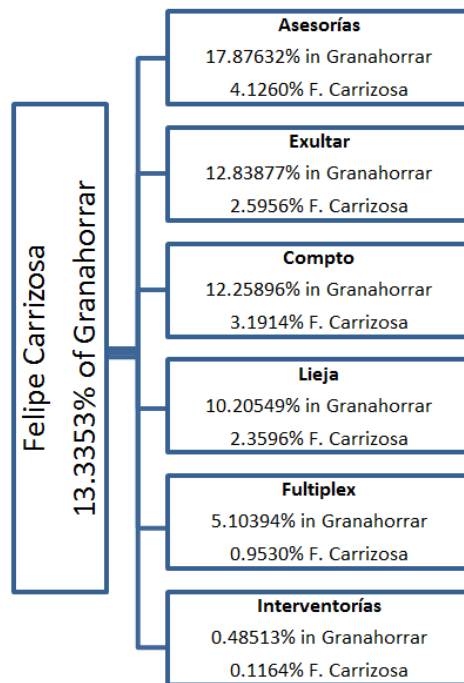 Felipe Carrizosa
13.3353% of Granahorrar
Asesorías
17.87632% in Granahorrar
4.1260% F. Carrizosa
Exultar
12.83877% in Granahorrar
2.5956% F. Carrizosa
Compto
12.25896% in Granahorrar
3.1914% F. Carrizosa
Lieja
10.20549% in Granahorrar
2.3596% F. Carrizosa
Fultiplex
5.10394% in Granahorrar
0.9530% F. Carrizosa
Interventorías
0.48513% in Granahorrar
0.1164% F. Carrizosa